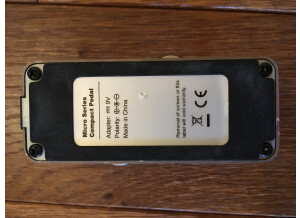 Micro Series
Compact Pedal
Adapter: 9V
Polarity:
Made in China
CE
Removal of screws or this
label will void warranty.